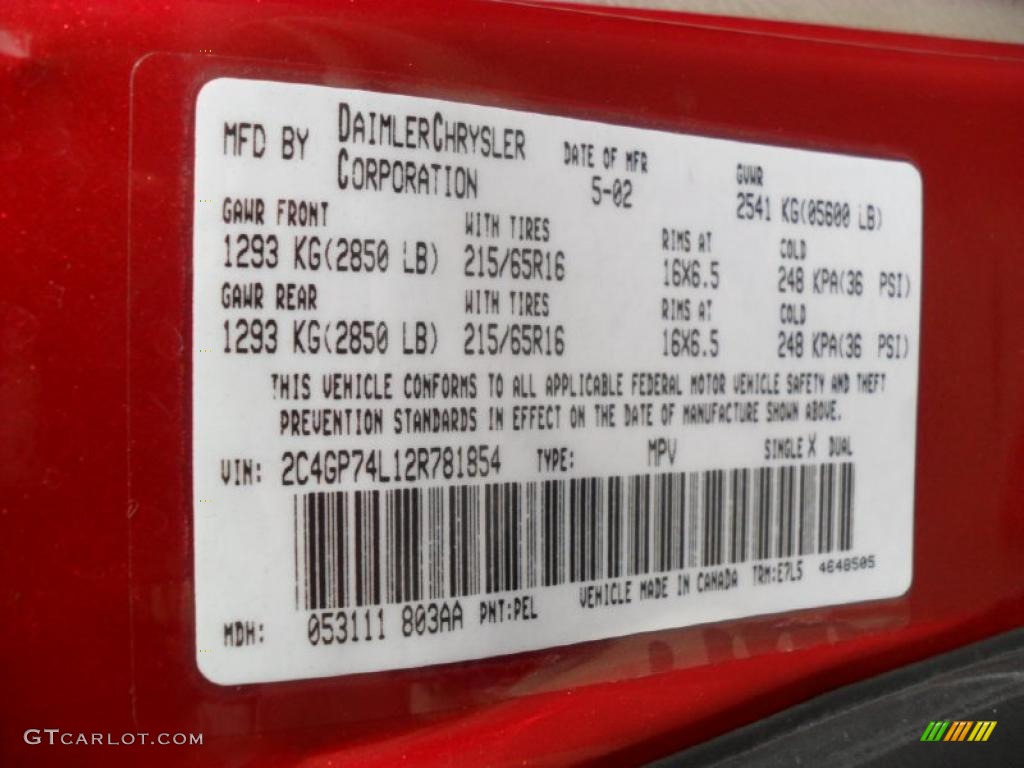 MFD BY DAIMLERCHRYSLER CORPORATION DATE OF MFR 5-02 GVWR 2541 KG(05600 LB)
GAWR FRONT WITH TIRES RIMS AT COLD
1293 KG(2850 LB) 215/65R16 16X6.5 248 KPA(36 PSI)
GAWR REAR WITH TIRES RIMS AT COLD
1293 KG(2850 LB) 215/65R16 16X6.5 248 KPA(36 PSI)
THIS VEHICLE CONFORMS TO ALL APPLICABLE FEDERAL MOTOR VEHICLE SAFETY AND THEFT
PREVENTION STANDARDS IN EFFECT ON THE DATE OF MANUFACTURE SHOWN ABOVE.
VIN: 2C4GP74L12R781854 TYPE: MPV SINGLE X DUAL
MDH: 053111 803AA PNT:PEL VEHICLE MADE IN CANADA TRM:E7L5 4648505
GTCARLOT.COM